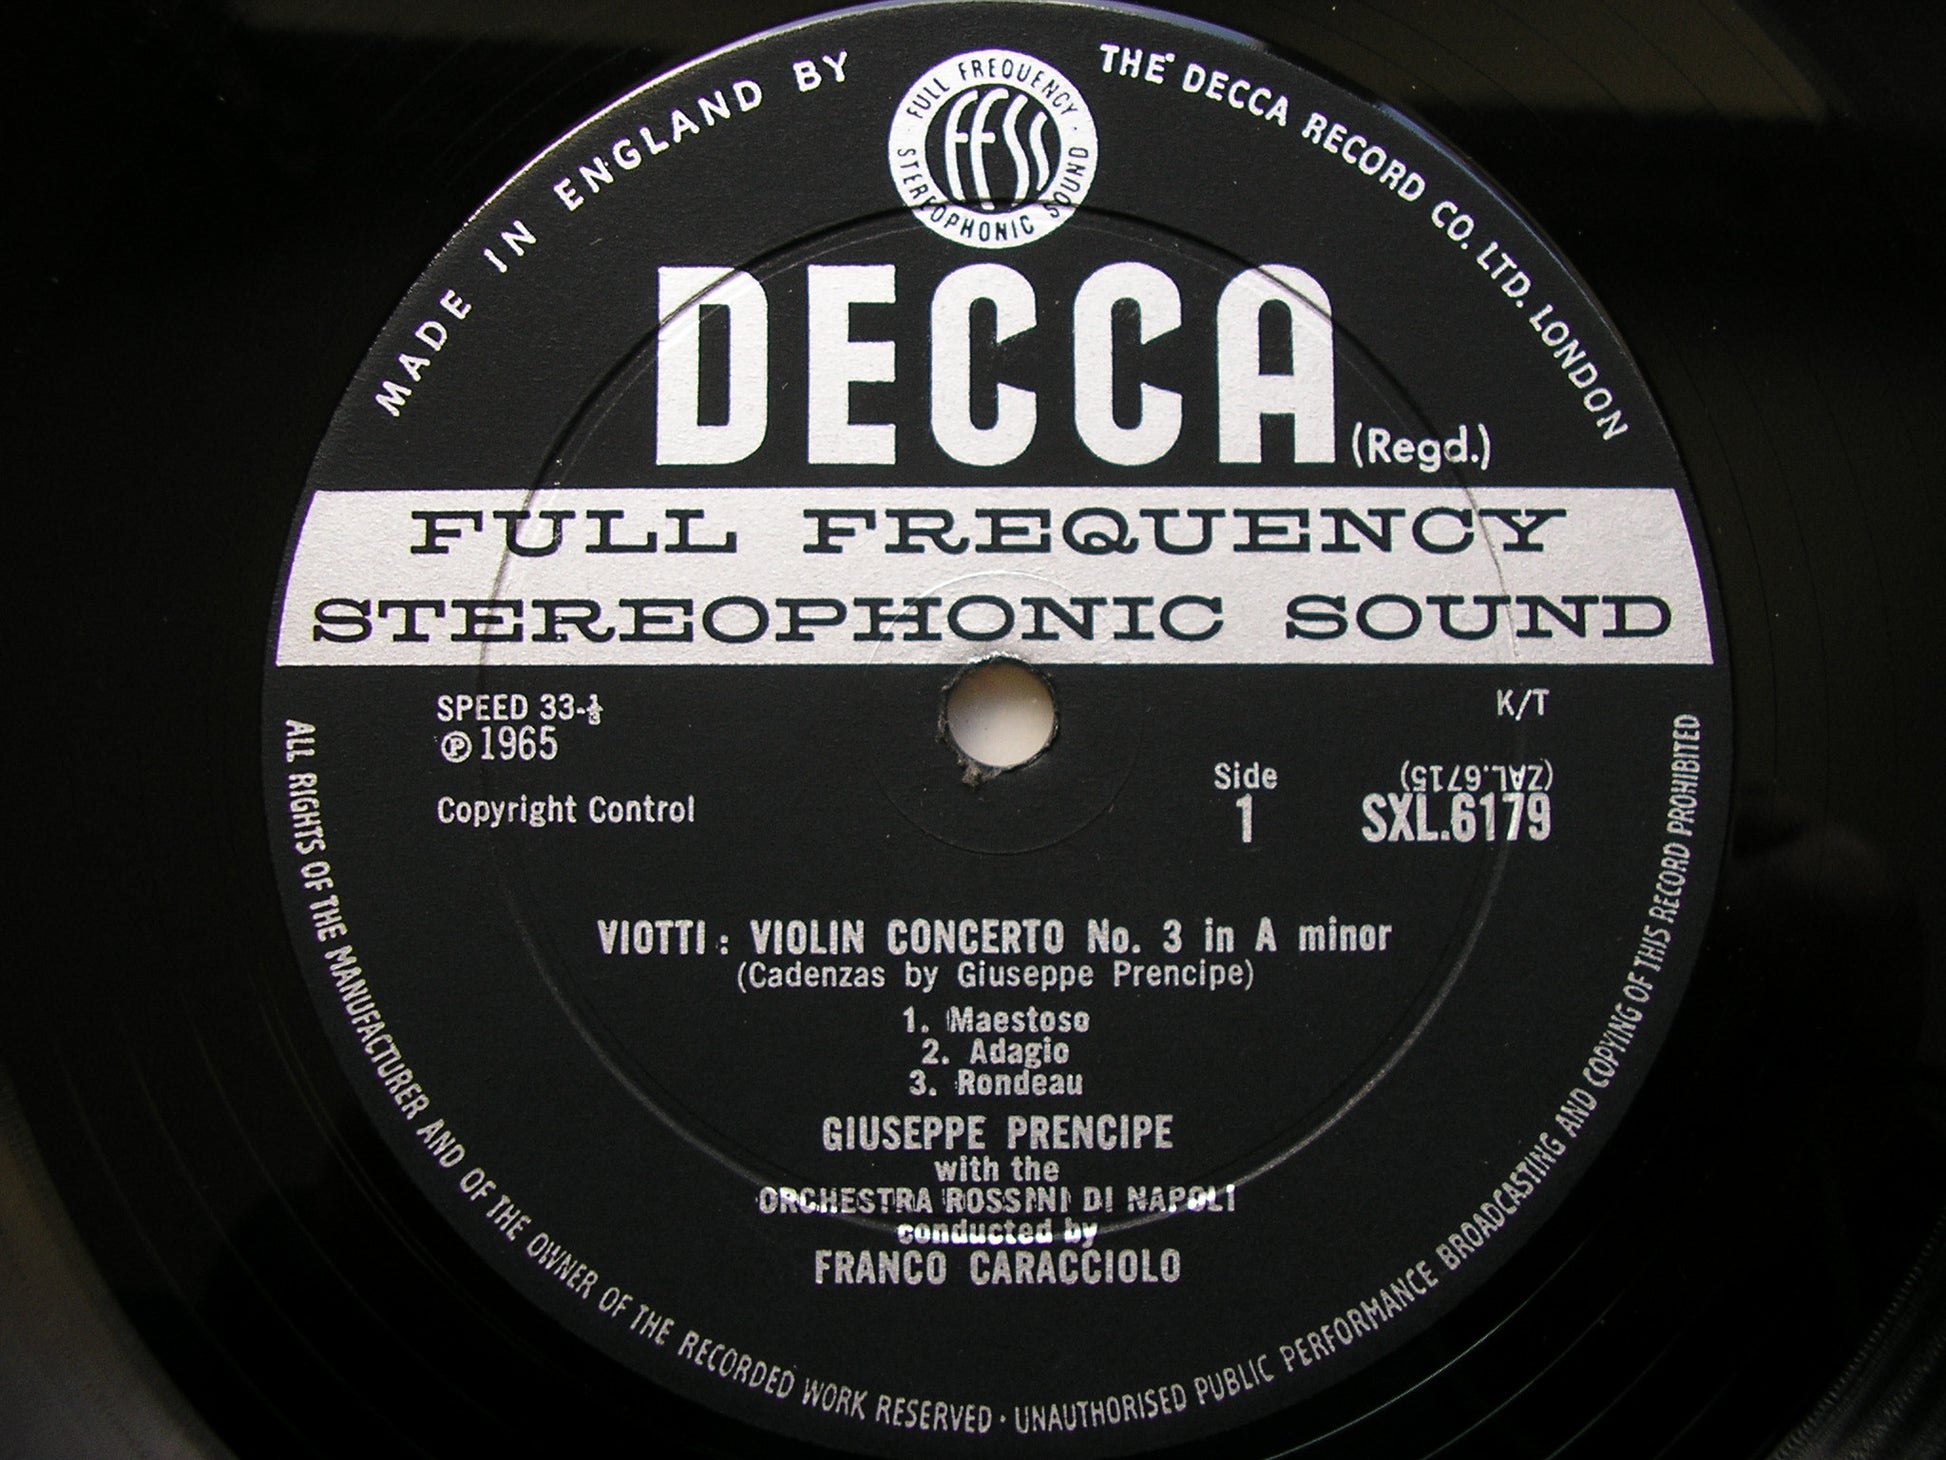 MADE IN ENGLAND BY THE DECCA RECORD CO. LTD. LONDON
FULL FREQUENCY STEREOPHONIC SOUND
FFSS
DECCA (Regd.)
FULL FREQUENCY
STEREOPHONIC SOUND
SPEED 33-⅓
℗ 1965
Copyright Control
K/T
Side
1
(ZAL.6715)
SXL.6179
VIOTTI : VIOLIN CONCERTO No. 3 in A minor
(Cadenzas by Giuseppe Prencipe)
1. Maestoso
2. Adagio
3. Rondeau
GIUSEPPE PRENCIPE
with the
ORCHESTRA ROSSINI DI NAPOLI
conducted by
FRANCO CARACCIOLO
ALL RIGHTS OF THE MANUFACTURER AND OF THE OWNER OF THE RECORDED WORK RESERVED · UNAUTHORISED PUBLIC PERFORMANCE BROADCASTING AND COPYING OF THIS RECORD PROHIBITED